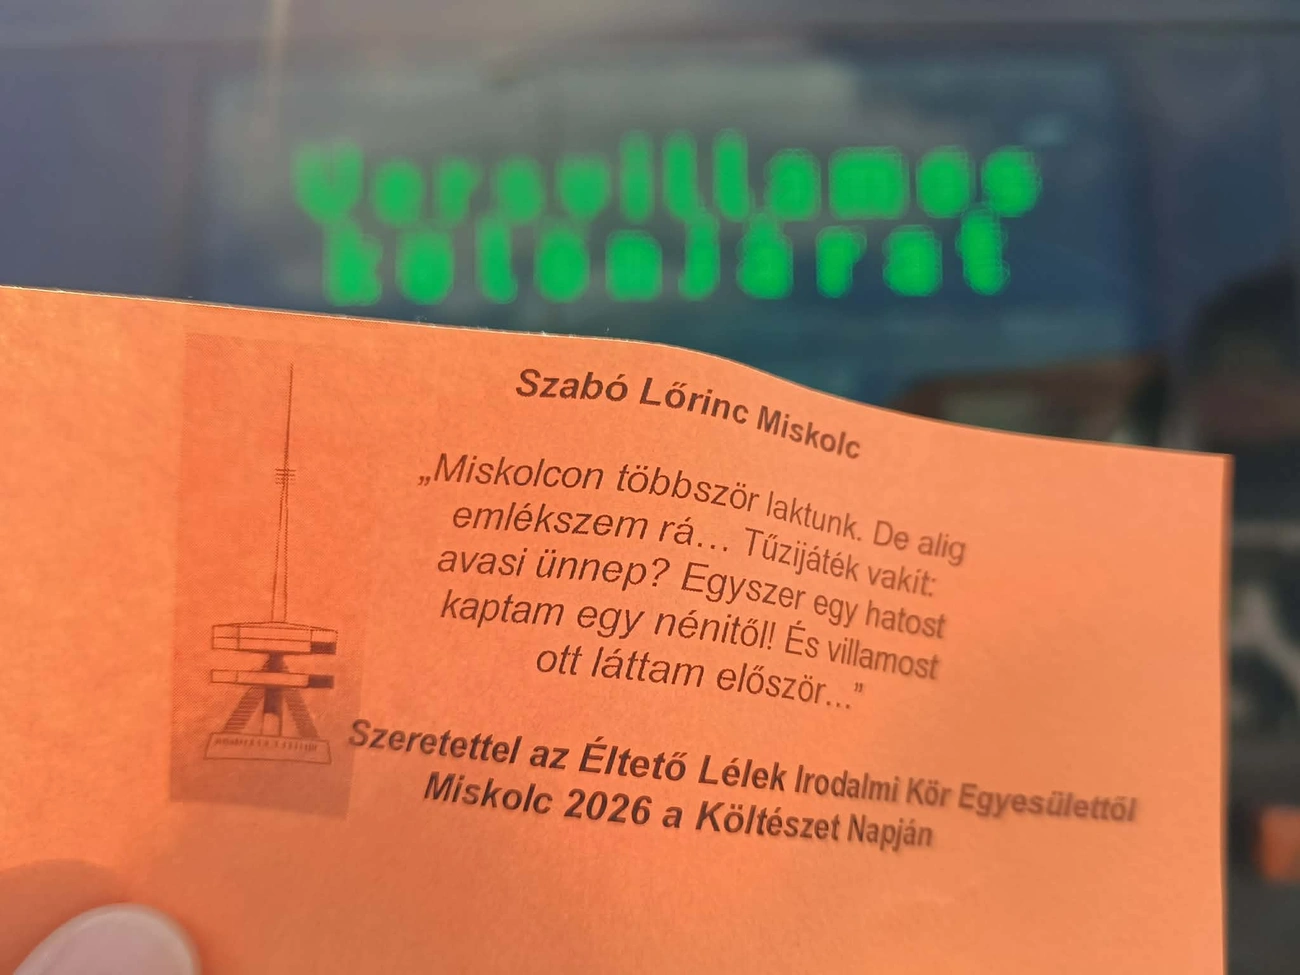 Versvillamos
különjárat
Szabó Lőrinc Miskolc
„Miskolcon többször laktunk. De alig
emlékszem rá… Tűzijáték vakít:
avasi ünnep? Egyszer egy hatost
kaptam egy nénitől! És villamost
ott láttam először...”
Szeretettel az Éltető Lélek Irodalmi Kör Egyesülettől
Miskolc 2026 a Költészet Napján